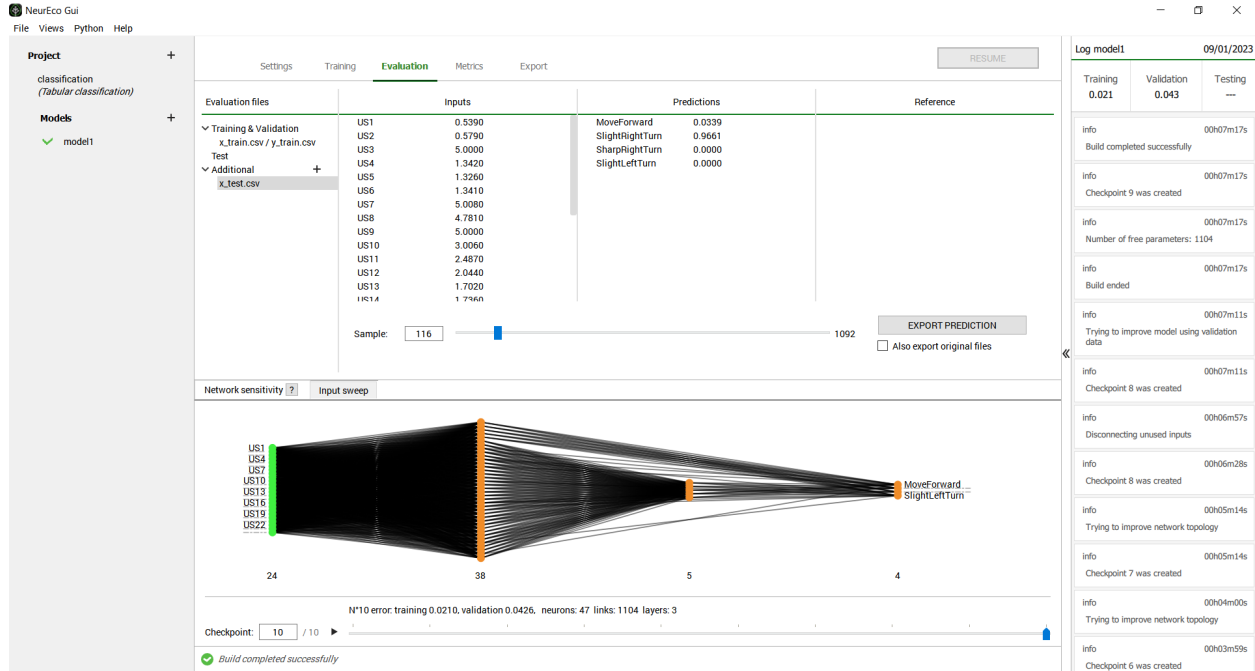 NeurEco Gui
File Views Python Help
Project +
classification
(Tabular classification)
Models +
model1
Settings Training Evaluation Metrics Export
RESUME
Evaluation files
Training & Validation
x_train.csv / y_train.csv
Test
Additional +
x_test.csv
Inputs
US1 0.5390
US2 0.5790
US3 5.0000
US4 1.3420
US5 1.3260
US6 1.3410
US7 5.0080
US8 4.7810
US9 5.0000
US10 3.0060
US11 2.4870
US12 2.0440
US13 1.7020
US14 1.7360
Predictions
MoveForward 0.0339
SlightRightTurn 0.9661
SharpRightTurn 0.0000
SlightLeftTurn 0.0000
Reference
Sample: 116 1092
EXPORT PREDICTION
Also export original files
Network sensitivity ? Input sweep
US1
US4
US7
US10
US13
US16
US19
US22
MoveForward
SlightLeftTurn
24 38 5 4
N°10 error: training 0.0210, validation 0.0426, neurons: 47 links: 1104 layers: 3
Checkpoint: 10 / 10
Build completed successfully
Log model1 09/01/2023
Training Validation Testing
0.021 0.043 ---
info 00h07m17s
Build completed successfully
info 00h07m17s
Checkpoint 9 was created
info 00h07m17s
Number of free parameters: 1104
info 00h07m17s
Build ended
info 00h07m11s
Trying to improve model using validation
data
info 00h07m11s
Checkpoint 8 was created
info 00h06m57s
Disconnecting unused inputs
info 00h06m28s
Checkpoint 8 was created
info 00h05m14s
Trying to improve network topology
info 00h05m14s
Checkpoint 7 was created
info 00h04m00s
Trying to improve network topology
info 00h03m59s
Checkpoint 6 was created